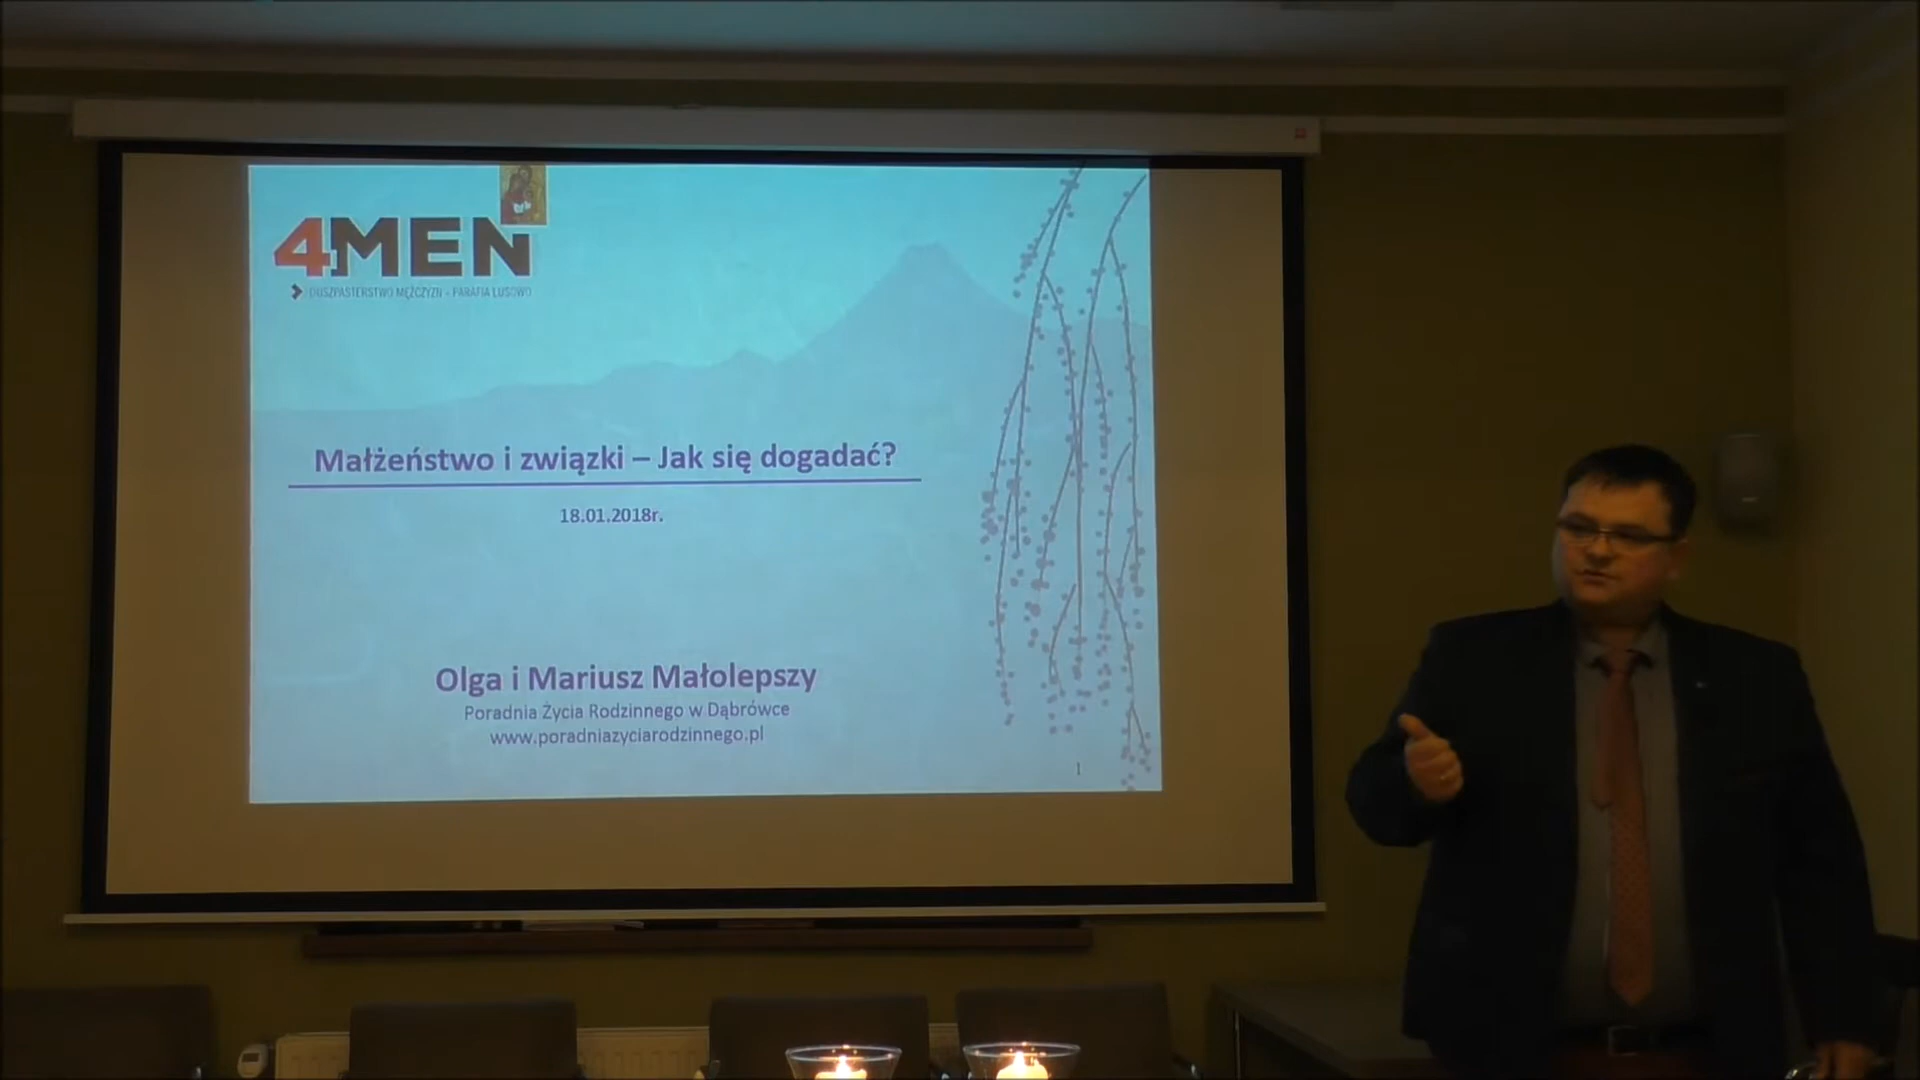 4MEN
DUSZPASTERSTWO MĘŻCZYZN - PARAFIA LUSOWO
Małżeństwo i związki – Jak się dogadać?
18.01.2018r.
Olga i Mariusz Małolepszy
Poradnia Życia Rodzinnego w Dąbrówce
www.poradniazyciarodzinnego.pl
1